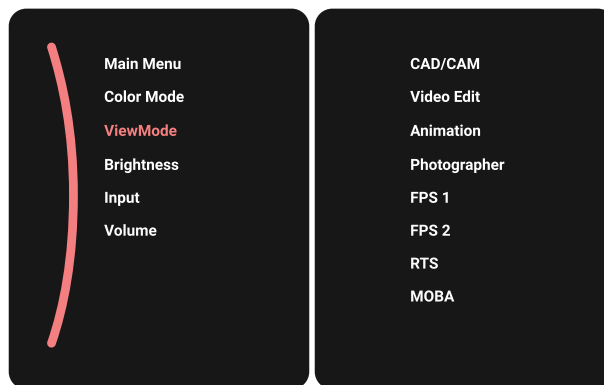 Main Menu
Color Mode
ViewMode
Brightness
Input
Volume
CAD/CAM
Video Edit
Animation
Photographer
FPS 1
FPS 2
RTS
MOBA